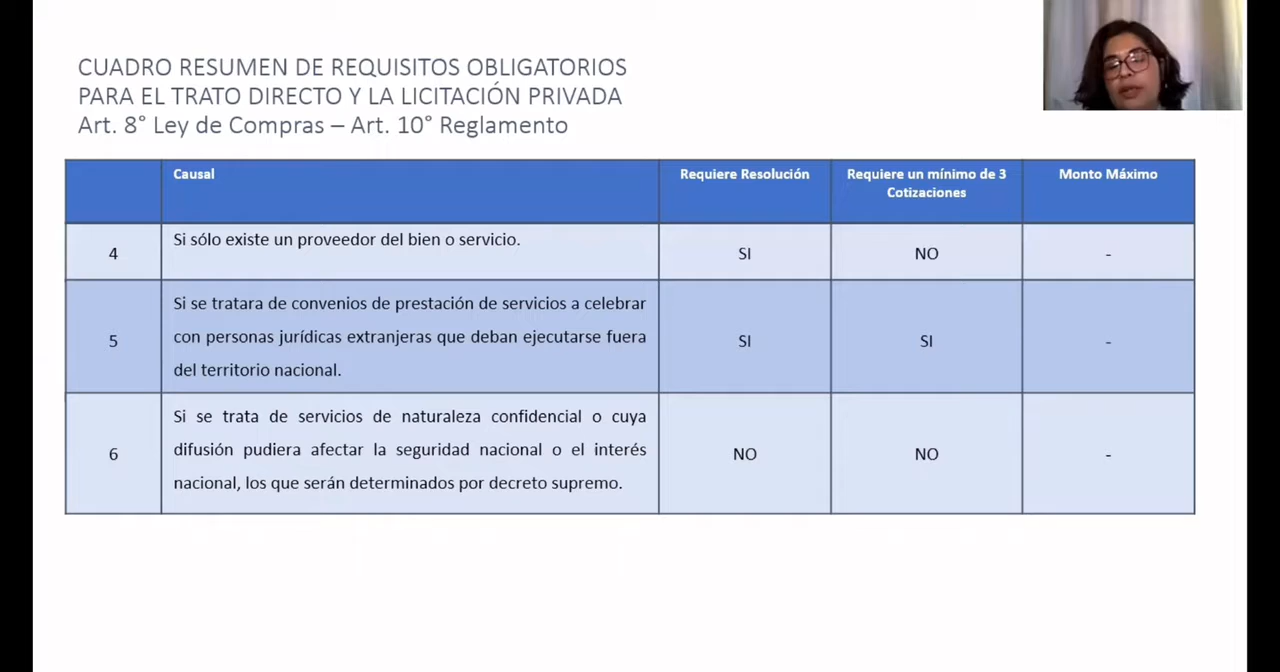 CUADRO RESUMEN DE REQUISITOS OBLIGATORIOS
PARA EL TRATO DIRECTO Y LA LICITACIÓN PRIVADA
Art. 8° Ley de Compras – Art. 10° Reglamento
Causal
Requiere Resolución
Requiere un mínimo de 3
Cotizaciones
Monto Máximo
4
Si sólo existe un proveedor del bien o servicio.
SI
NO
-
5
Si se tratara de convenios de prestación de servicios a celebrar
con personas jurídicas extranjeras que deban ejecutarse fuera
del territorio nacional.
SI
SI
-
6
Si se trata de servicios de naturaleza confidencial o cuya
difusión pudiera afectar la seguridad nacional o el interés
nacional, los que serán determinados por decreto supremo.
NO
NO
-